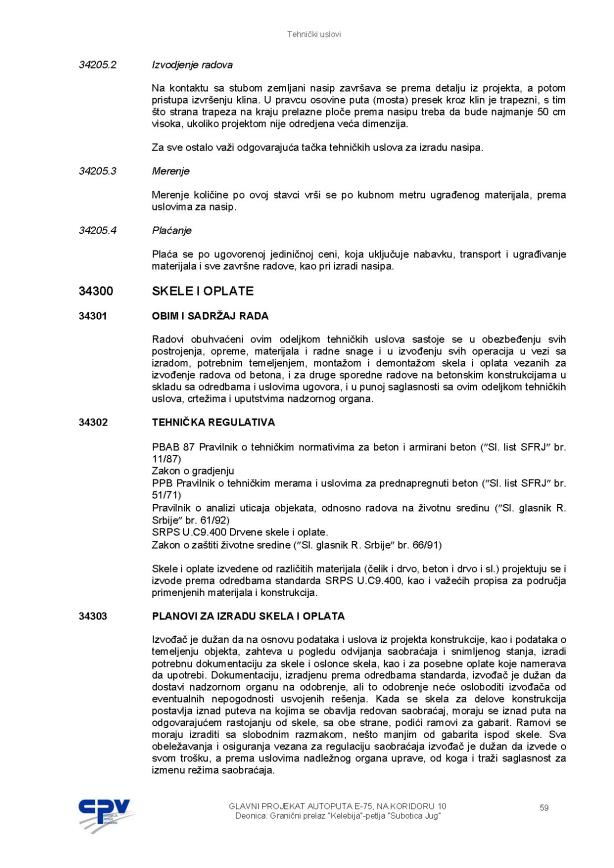 Tehnički uslovi
34205.2 Izvodjenje radova
Na kontaktu sa stubom zemljani nasip završava se prema detalju iz projekta, a potom
pristupa izvršenju klina. U pravcu osovine puta (mosta) presek kroz klin je trapezni, s tim
što strana trapeza na kraju prelazne ploče prema nasipu treba da bude najmanje 50 cm
visoka, ukoliko projektom nije odredjena veća dimenzija.
Za sve ostalo važi odgovarajuća tačka tehničkih uslova za izradu nasipa.
34205.3 Merenje
Merenje količine po ovoj stavci vrši se po kubnom metru ugrađenog materijala, prema
uslovima za nasip.
34205.4 Plaćanje
Plaća se po ugovorenoj jediničnoj ceni, koja uključuje nabavku, transport i ugrađivanje
materijala i sve završne radove, kao pri izradi nasipa.
34300 SKELE I OPLATE
34301 OBIM I SADRŽAJ RADA
Radovi obuhvaćeni ovim odeljkom tehničkih uslova sastoje se u obezbeđenju svih
postrojenja, opreme, materijala i radne snage i u izvođenju svih operacija u vezi sa
izradom, potrebnim temeljenjem, montažom i demontažom skela i oplata vezanih za
izvođenje radova od betona, i za druge sporedne radove na betonskim konstrukcijama u
skladu sa odredbama i uslovima ugovora, i u punoj saglasnosti sa ovim odeljkom tehničkih
uslova, crtežima i uputstvima nadzornog organa.
34302 TEHNIČKA REGULATIVA
PBAB 87 Pravilnik o tehničkim normativima za beton i armirani beton ("Sl. list SFRJ" br.
11/87)
Zakon o gradjenju
PPB Pravilnik o tehničkim merama i uslovima za prednapregnuti beton ("Sl. list SFRJ" br.
51/71)
Pravilnik o analizi uticaja objekata, odnosno radova na životnu sredinu ("Sl. glasnik R.
Srbije" br. 61/92)
SRPS U.C9.400 Drvene skele i oplate.
Zakon o zaštiti životne sredine ("Sl. glasnik R. Srbije" br. 66/91)
Skele i oplate izvedene od različitih materijala (čelik i drvo, beton i drvo i sl.) projektuju se i
izvode prema odredbama standarda SRPS U.C9.400, kao i važećih propisa za područja
primenjenih materijala i konstrukcija.
34303 PLANOVI ZA IZRADU SKELA I OPLATA
Izvođač je dužan da na osnovu podataka i uslova iz projekta konstrukcije, kao i podataka o
temeljenju objekta, zahteva u pogledu odvijanja saobraćaja i snimljenog stanja, izradi
potrebnu dokumentaciju za skele i oslonce skela, kao i za posebne oplate koje namerava
da upotrebi. Dokumentaciju, izradjenu prema odredbama standarda, izvođač je dužan da
dostavi nadzornom organu na odobrenje, ali to odobrenje neće osloboditi izvođača od
eventualnih nepogodnosti usvojenih rešenja. Kada se skela za delove konstrukcija
postavlja iznad puteva na kojima se obavlja redovan saobraćaj, moraju se iznad puta na
odgovarajućem rastojanju od skele, sa obe strane, podići ramovi za gabarit. Ramovi se
moraju izraditi sa slobodnim razmakom, nešto manjim od gabarita ispod skele. Sva
obeležavanja i osiguranja vezana za regulaciju saobraćaja izvođač je dužan da izvede o
svom trošku, a prema uslovima nadležnog organa uprave, od koga i traži saglasnost za
izmenu režima saobraćaja.
CPV
GLAVNI PROJEKAT AUTOPUTA E-75, NA KORIDORU 10 59
Deonica: Granični prelaz "Kelebija"-petlja "Subotica Jug"